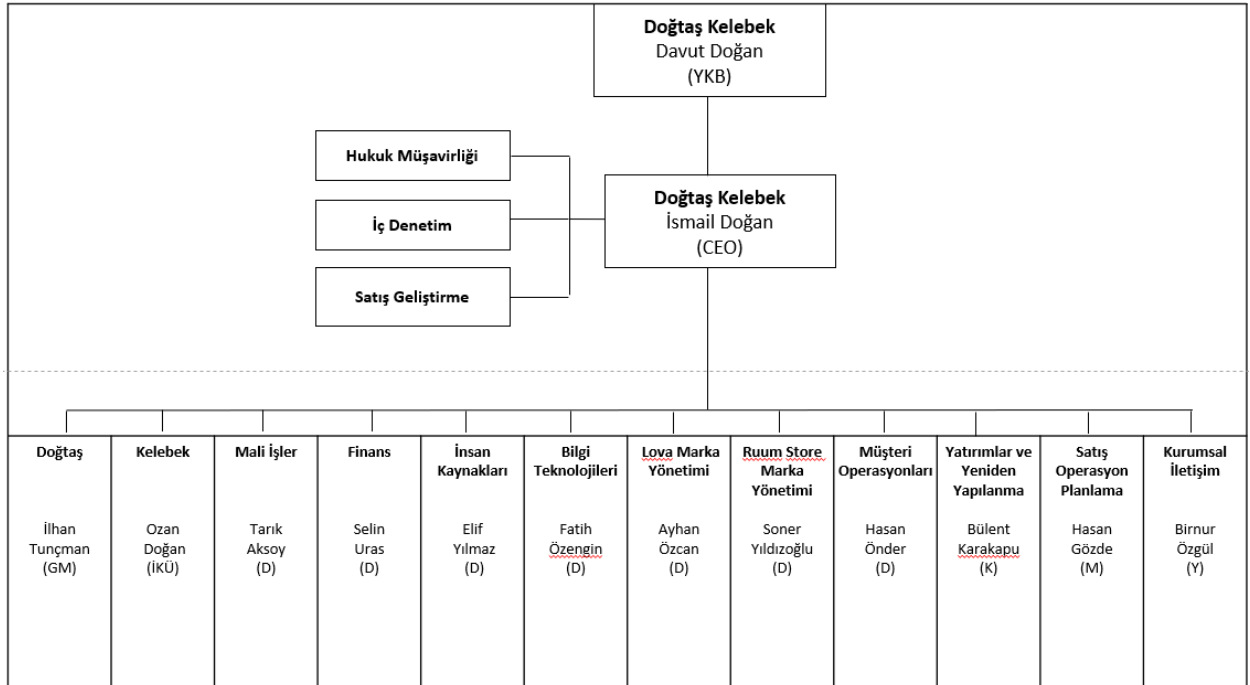 Doğtaş Kelebek
Davut Doğan
(YKB)
Hukuk Müşavirliği
Doğtaş Kelebek
İsmail Doğan
(CEO)
İç Denetim
Satış Geliştirme
Doğtaş
İlhan
Tunçman
(GM)
Kelebek
Ozan
Doğan
(İKÜ)
Mali İşler
Tarık
Aksoy
(D)
Finans
Selin
Uras
(D)
İnsan
Kaynakları
Elif
Yılmaz
(D)
Bilgi
Teknolojileri
Fatih
Özengin
(D)
Lova Marka
Yönetimi
Ayhan
Özcan
(D)
Ruum Store
Marka
Yönetimi
Soner
Yıldızoğlu
(D)
Müşteri
Operasyonları
Hasan
Önder
(D)
Yatırımlar ve
Yeniden
Yapılanma
Bülent
Karakapu
(K)
Satış
Operasyon
Planlama
Hasan
Gözde
(M)
Kurumsal
İletişim
Birnur
Özgül
(Y)